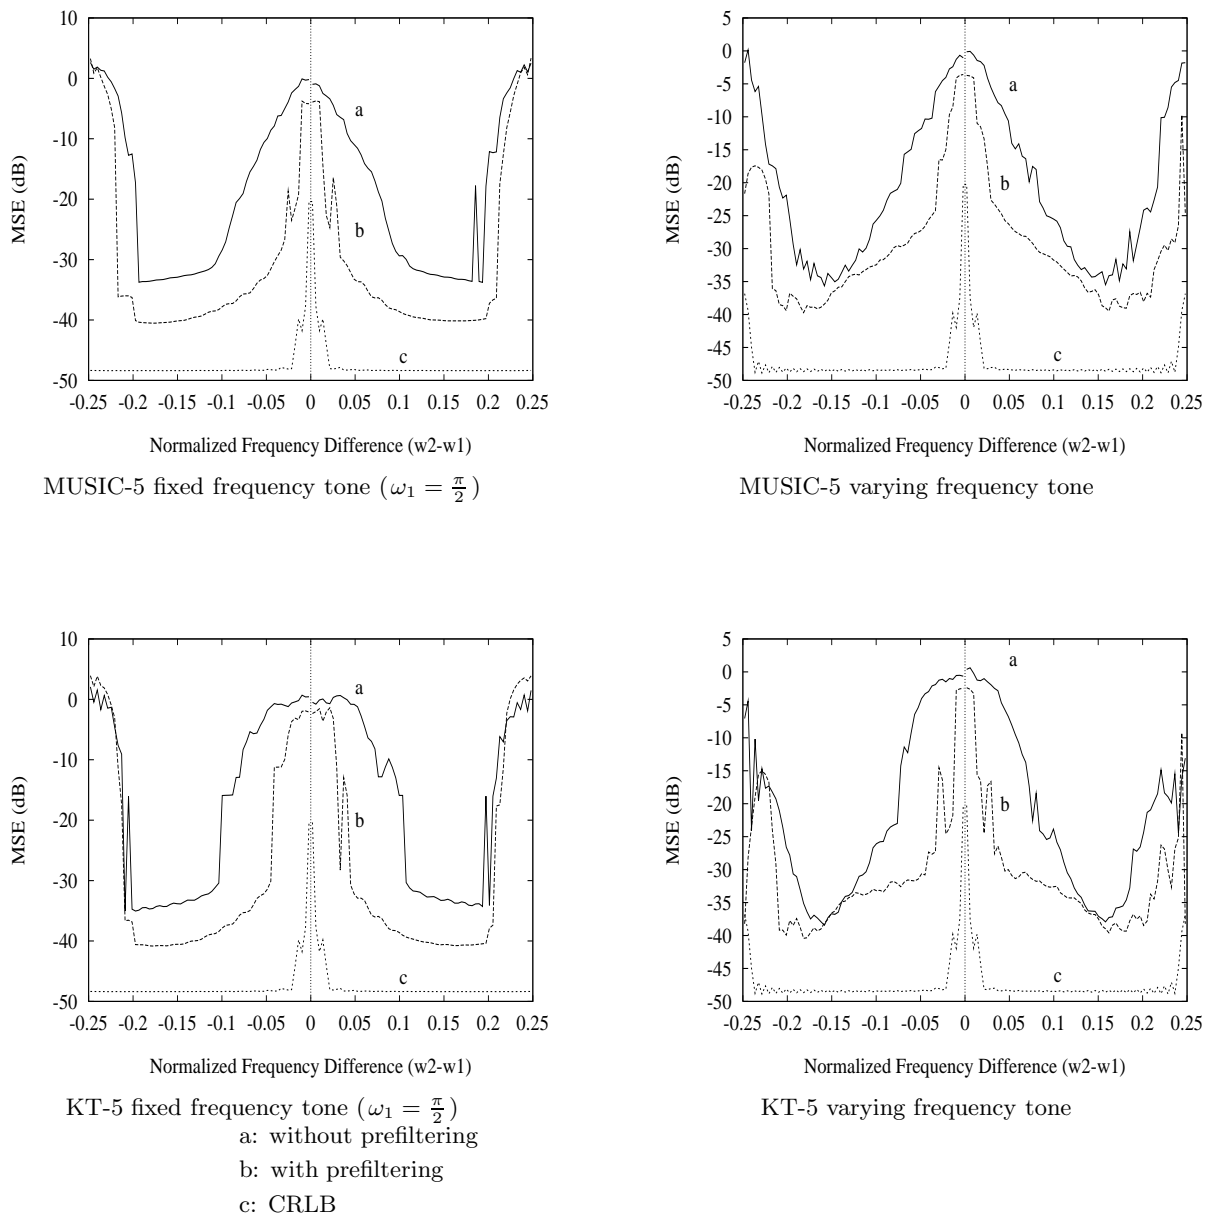 10
0
-10
-20
-30
-40
-50
-0.25 -0.2 -0.15 -0.1 -0.05 0 0.05 0.1 0.15 0.2 0.25
MSE (dB)
a
b
c
Normalized Frequency Difference (w2-w1)
MUSIC-5 fixed frequency tone (ω₁ = π/2)
5
0
-5
-10
-15
-20
-25
-30
-35
-40
-45
-50
-0.25 -0.2 -0.15 -0.1 -0.05 0 0.05 0.1 0.15 0.2 0.25
MSE (dB)
a
b
c
Normalized Frequency Difference (w2-w1)
MUSIC-5 varying frequency tone
10
0
-10
-20
-30
-40
-50
-0.25 -0.2 -0.15 -0.1 -0.05 0 0.05 0.1 0.15 0.2 0.25
MSE (dB)
a
b
c
Normalized Frequency Difference (w2-w1)
KT-5 fixed frequency tone (ω₁ = π/2)
5
0
-5
-10
-15
-20
-25
-30
-35
-40
-45
-50
-0.25 -0.2 -0.15 -0.1 -0.05 0 0.05 0.1 0.15 0.2 0.25
MSE (dB)
a
b
c
Normalized Frequency Difference (w2-w1)
KT-5 varying frequency tone
a: without prefiltering
b: with prefiltering
c: CRLB